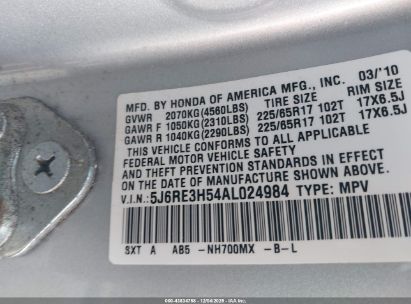 MFD. BY HONDA OF AMERICA MFG., INC. 03/'10
GVWR 2070KG(4560LBS) TIRE SIZE RIM SIZE
GAWR F 1050KG(2310LBS) 225/65R17 102T 17X6.5J
GAWR R 1040KG(2290LBS) 225/65R17 102T 17X6.5J
THIS VEHICLE CONFORMS TO ALL APPLICABLE
FEDERAL MOTOR VEHICLE SAFETY
AND THEFT PREVENTION STANDARDS IN EFFECT
ON THE DATE OF MANUFACTURE SHOWN ABOVE.
V.I.N.: 5J6RE3H54AL024984 TYPE: MPV
SXT A AB5 -NH700MX -B-L